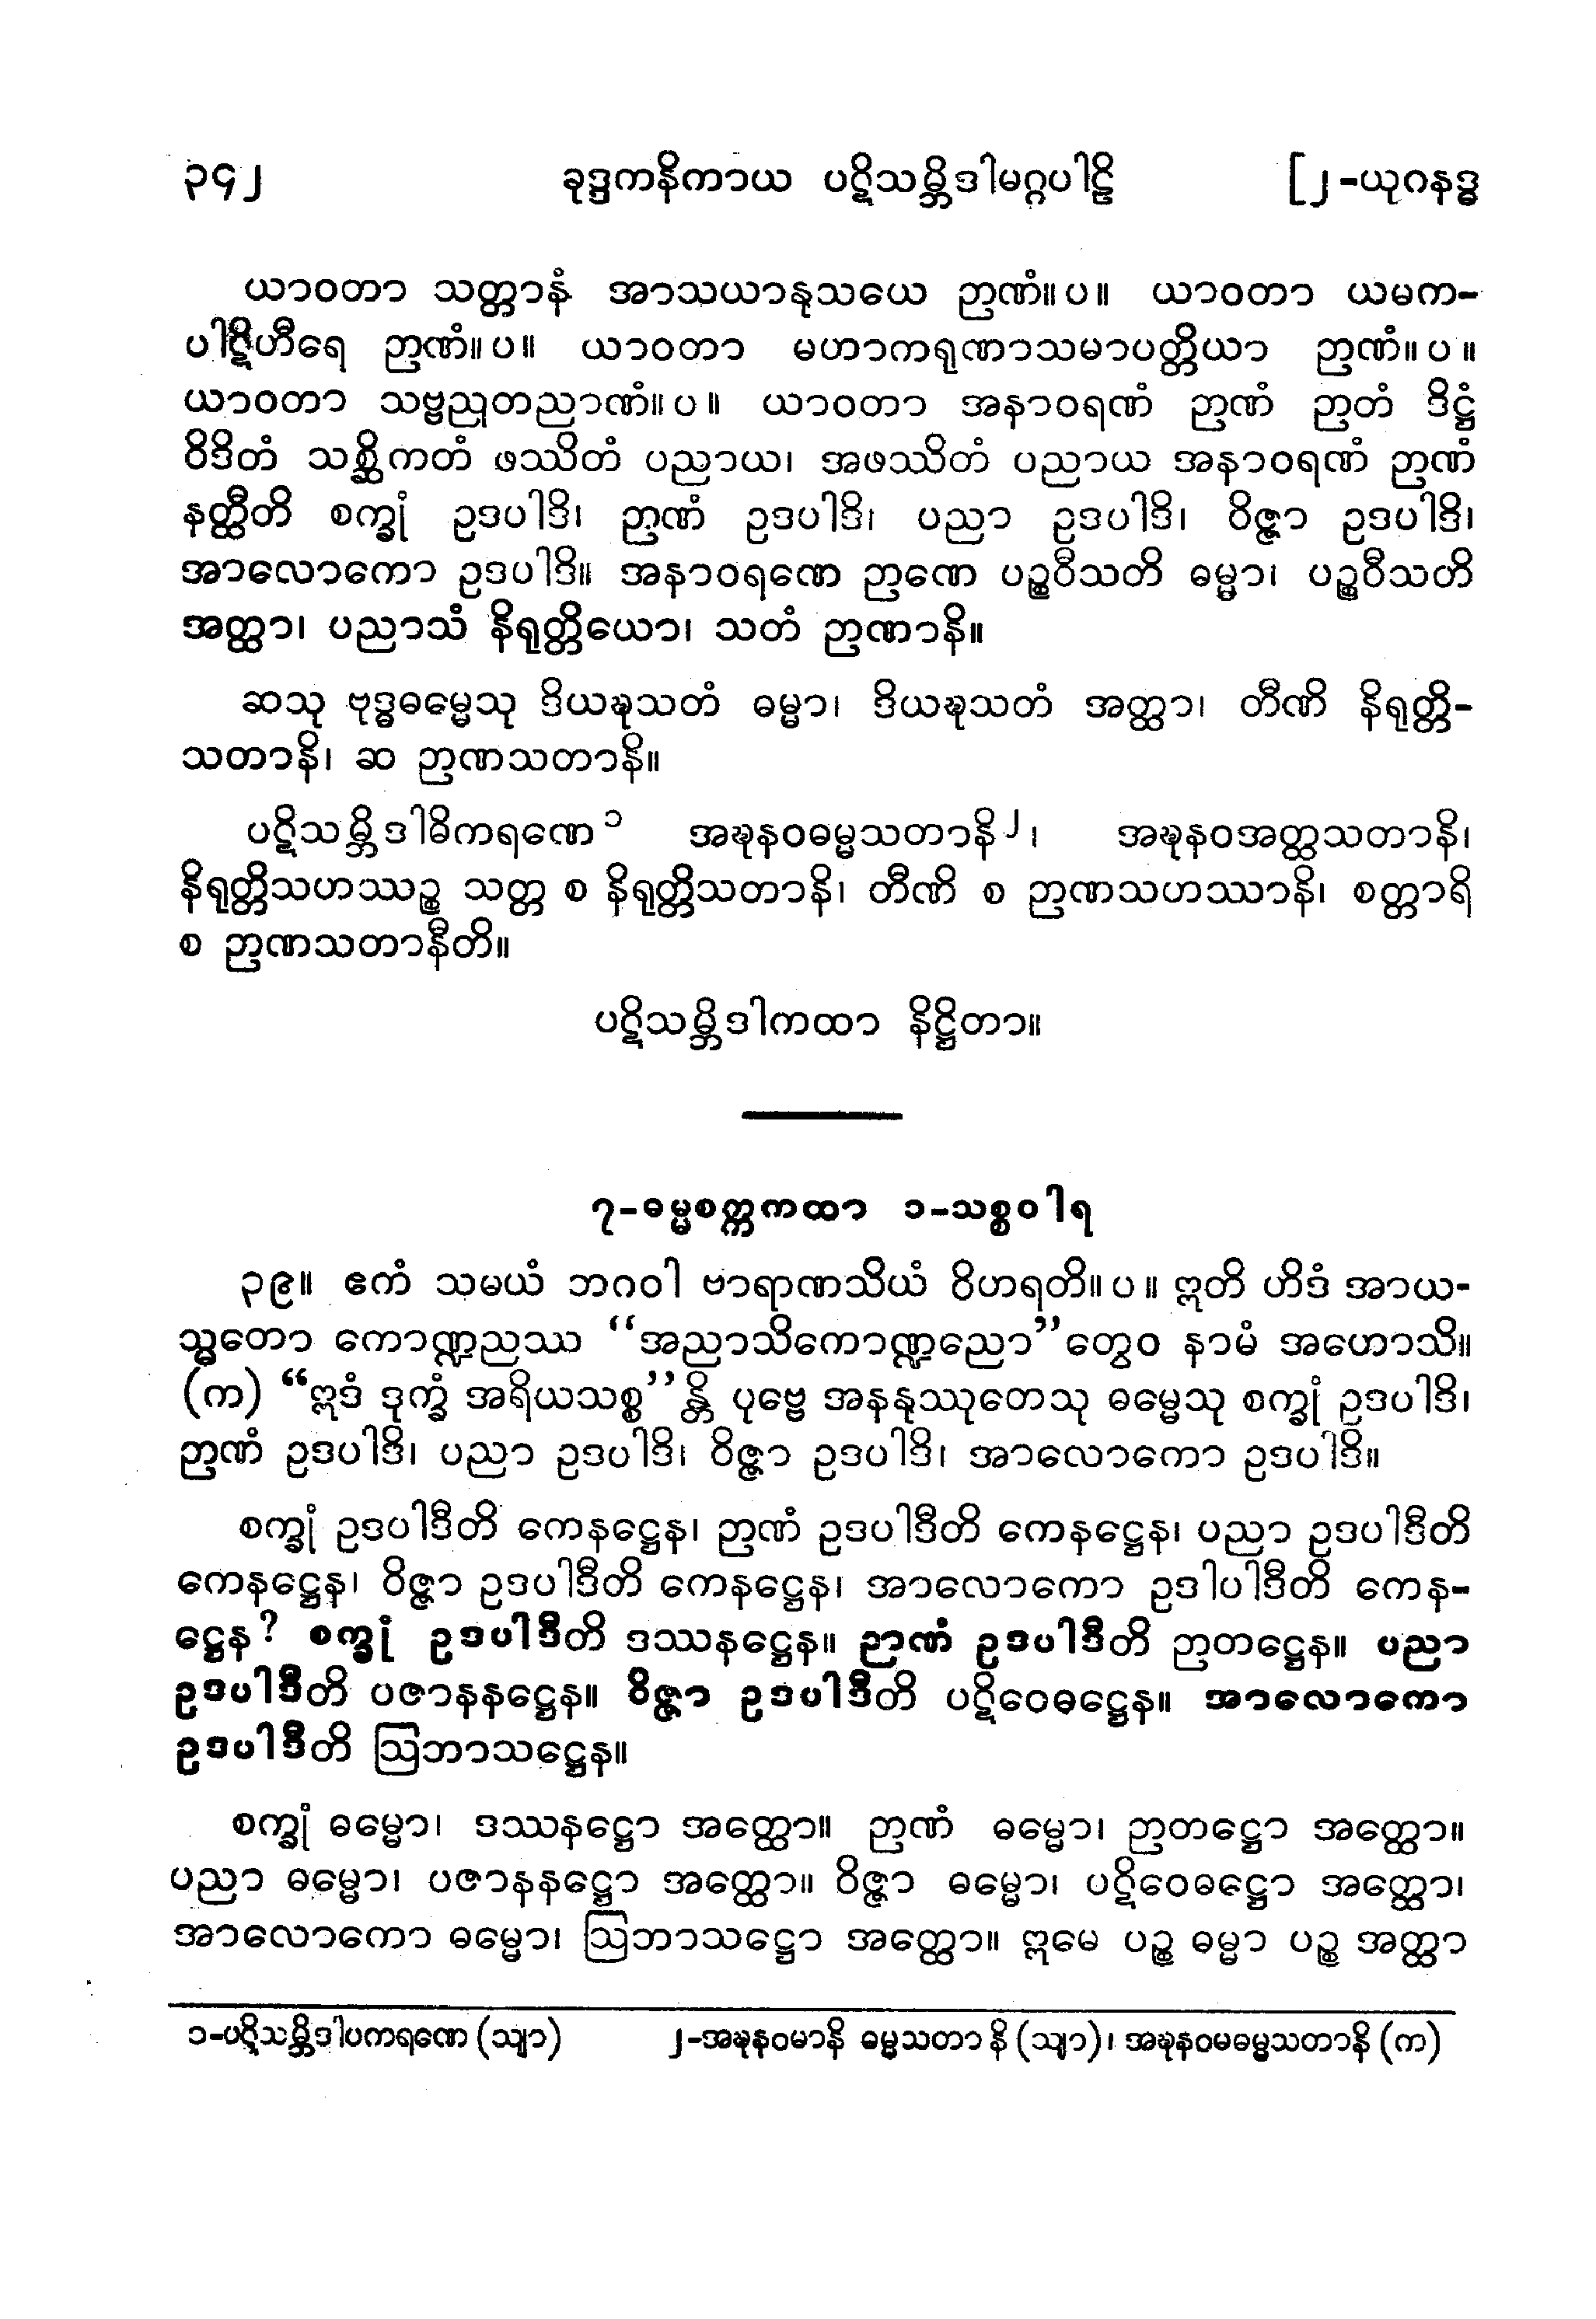 ၃၄၂ ခုဒ္ဒကနိကာယ ပဋိသမ္ဘိဒါမဂ္ဂပါဠိ [၂-ယုဂနဒ္ဓ
ယာဝတာ သတ္တာနံ အာသယာနုသယေ ဉာဏံ။ပ။ ယာဝတာ ယမက-
ပါဋိဟီရေ ဉာဏံ။ပ။ ယာဝတာ မဟာကရုဏာသမာပတ္တိယာ ဉာဏံ။ပ။
ယာဝတာ သဗ္ဗညုတညာဏံ။ပ။ ယာဝတာ အနာဝရဏံ ဉာဏံ ဉာတံ ဒိဋ္ဌံ
ဝိဒိတံ သစ္ဆိကတံ ဖဿိတံ ပညာယ၊ အဖဿိတံ ပညာယ အနာဝရဏံ ဉာဏံ
နတ္ထီတိ စက္ခုံ ဥဒပါဒိ၊ ဉာဏံ ဥဒပါဒိ၊ ပညာ ဥဒပါဒိ၊ ဝိဇ္ဇာ ဥဒပါဒိ၊
အာလောကော ဥဒပါဒိ။ အနာဝရဏေ ဉာဏေ ပဉ္စဝီသတိ ဓမ္မာ၊ ပဉ္စဝီသတိ
အတ္ထာ၊ ပညာသံ နိရုတ္တိယော၊ သတံ ဉာဏာနိ။
ဆသု ဗုဒ္ဓဓမ္မေသု ဒိယဍ္ဎသတံ ဓမ္မာ၊ ဒိယဍ္ဎသတံ အတ္ထာ၊ တီဏိ နိရုတ္တိ-
သတာနိ၊ ဆ ဉာဏသတာနိ။
ပဋိသမ္ဘိဒါဓိကရဏေ၁ အဍ္ဎနဝဓမ္မသတာနိ၂၊ အဍ္ဎနဝအတ္ထသတာနိ၊
နိရုတ္တိသဟဿဉ္စ သတ္တ စ နိရုတ္တိသတာနိ၊ တီဏိ စ ဉာဏသဟဿာနိ၊ စတ္တာရိ
စ ဉာဏသတာနီတိ။
ပဋိသမ္ဘိဒါကထာ နိဋ္ဌိတာ။
၇-ဓမ္မစက္ကကထာ ၁-သစ္စဝါရ
၃၉။ ဧကံ သမယံ ဘဂဝါ ဗာရာဏသိယံ ဝိဟရတိ။ပ။ ဣတိ ဟိဒံ အာယ-
သ္မတော ကောဏ္ဍညဿ “အညာသိကောဏ္ဍညော”တွေဝ နာမံ အဟောသိ။
(က) “ဣဒံ ဒုက္ခံ အရိယသစ္စ”န္တိ ပုဗ္ဗေ အနနုဿုတေသု ဓမ္မေသု စက္ခုံ ဥဒပါဒိ၊
ဉာဏံ ဥဒပါဒိ၊ ပညာ ဥဒပါဒိ၊ ဝိဇ္ဇာ ဥဒပါဒိ၊ အာလောကော ဥဒပါဒိ။
စက္ခုံ ဥဒပါဒီတိ ကေနဋ္ဌေန၊ ဉာဏံ ဥဒပါဒီတိ ကေနဋ္ဌေန၊ ပညာ ဥဒပါဒီတိ
ကေနဋ္ဌေန၊ ဝိဇ္ဇာ ဥဒပါဒီတိ ကေနဋ္ဌေန၊ အာလောကော ဥဒါပါဒီတိ ကေန-
ဋ္ဌေန? စက္ခုံ ဥဒပါဒီတိ ဒဿနဋ္ဌေန။ ဉာဏံ ဥဒပါဒီတိ ဉာတဋ္ဌေန။ ပညာ
ဥဒပါဒီတိ ပဇာနနဋ္ဌေန။ ဝိဇ္ဇာ ဥဒပါဒီတိ ပဋိဝေဓဋ္ဌေန။ အာလောကော
ဥဒပါဒီတိ ဩဘာသဋ္ဌေန။
စက္ခုံ ဓမ္မော၊ ဒဿနဋ္ဌော အတ္ထော။ ဉာဏံ ဓမ္မော၊ ဉာတဋ္ဌော အတ္ထော။
ပညာ ဓမ္မော၊ ပဇာနနဋ္ဌော အတ္ထော။ ဝိဇ္ဇာ ဓမ္မော၊ ပဋိဝေဓဋ္ဌော အတ္ထော၊
အာလောကော ဓမ္မော၊ ဩဘာသဋ္ဌော အတ္ထော။ ဣမေ ပဉ္စ ဓမ္မာ ပဉ္စ အတ္ထာ
၁-ပဋိသမ္ဘိဒါပကရဏေ (သျာ) ၂-အဍ္ဎနဝမာနိ ဓမ္မသတာနိ (သျာ)၊ အဍ္ဎနဝမဓမ္မသတာနိ (က)